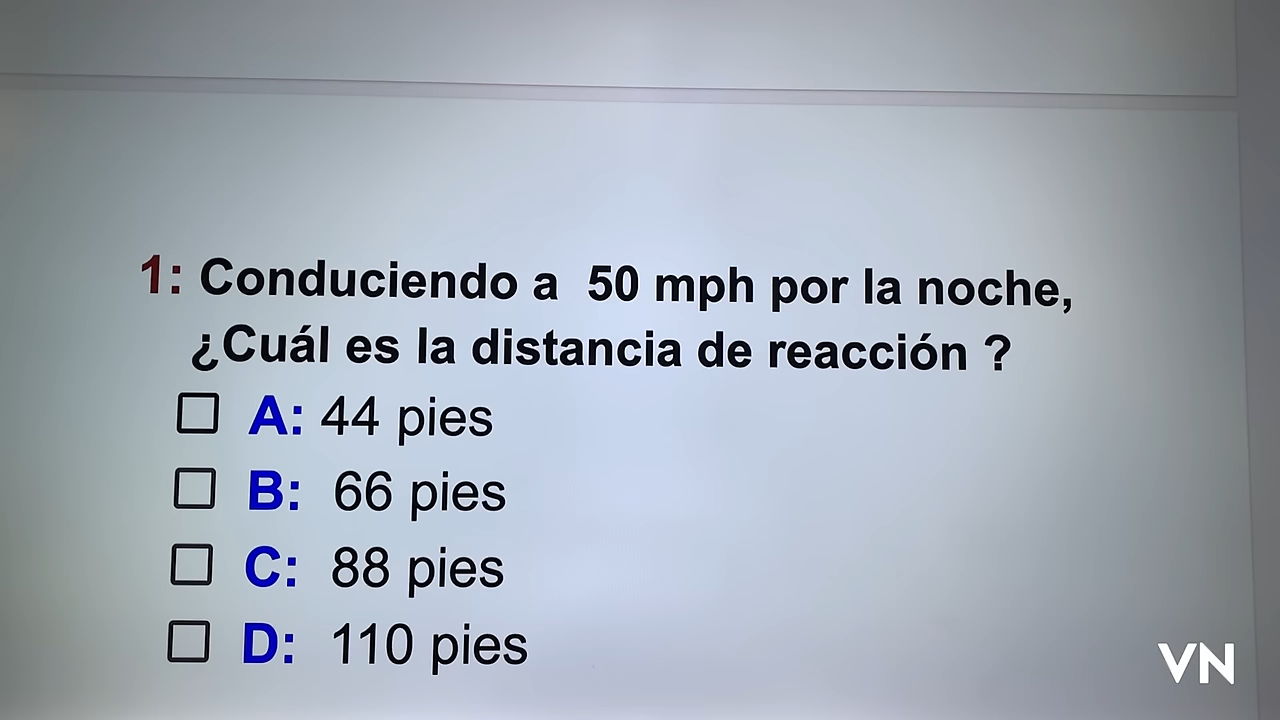 1: Conduciendo a 50 mph por la noche,
¿Cuál es la distancia de reacción ?
A: 44 pies
B: 66 pies
C: 88 pies
D: 110 pies
VN